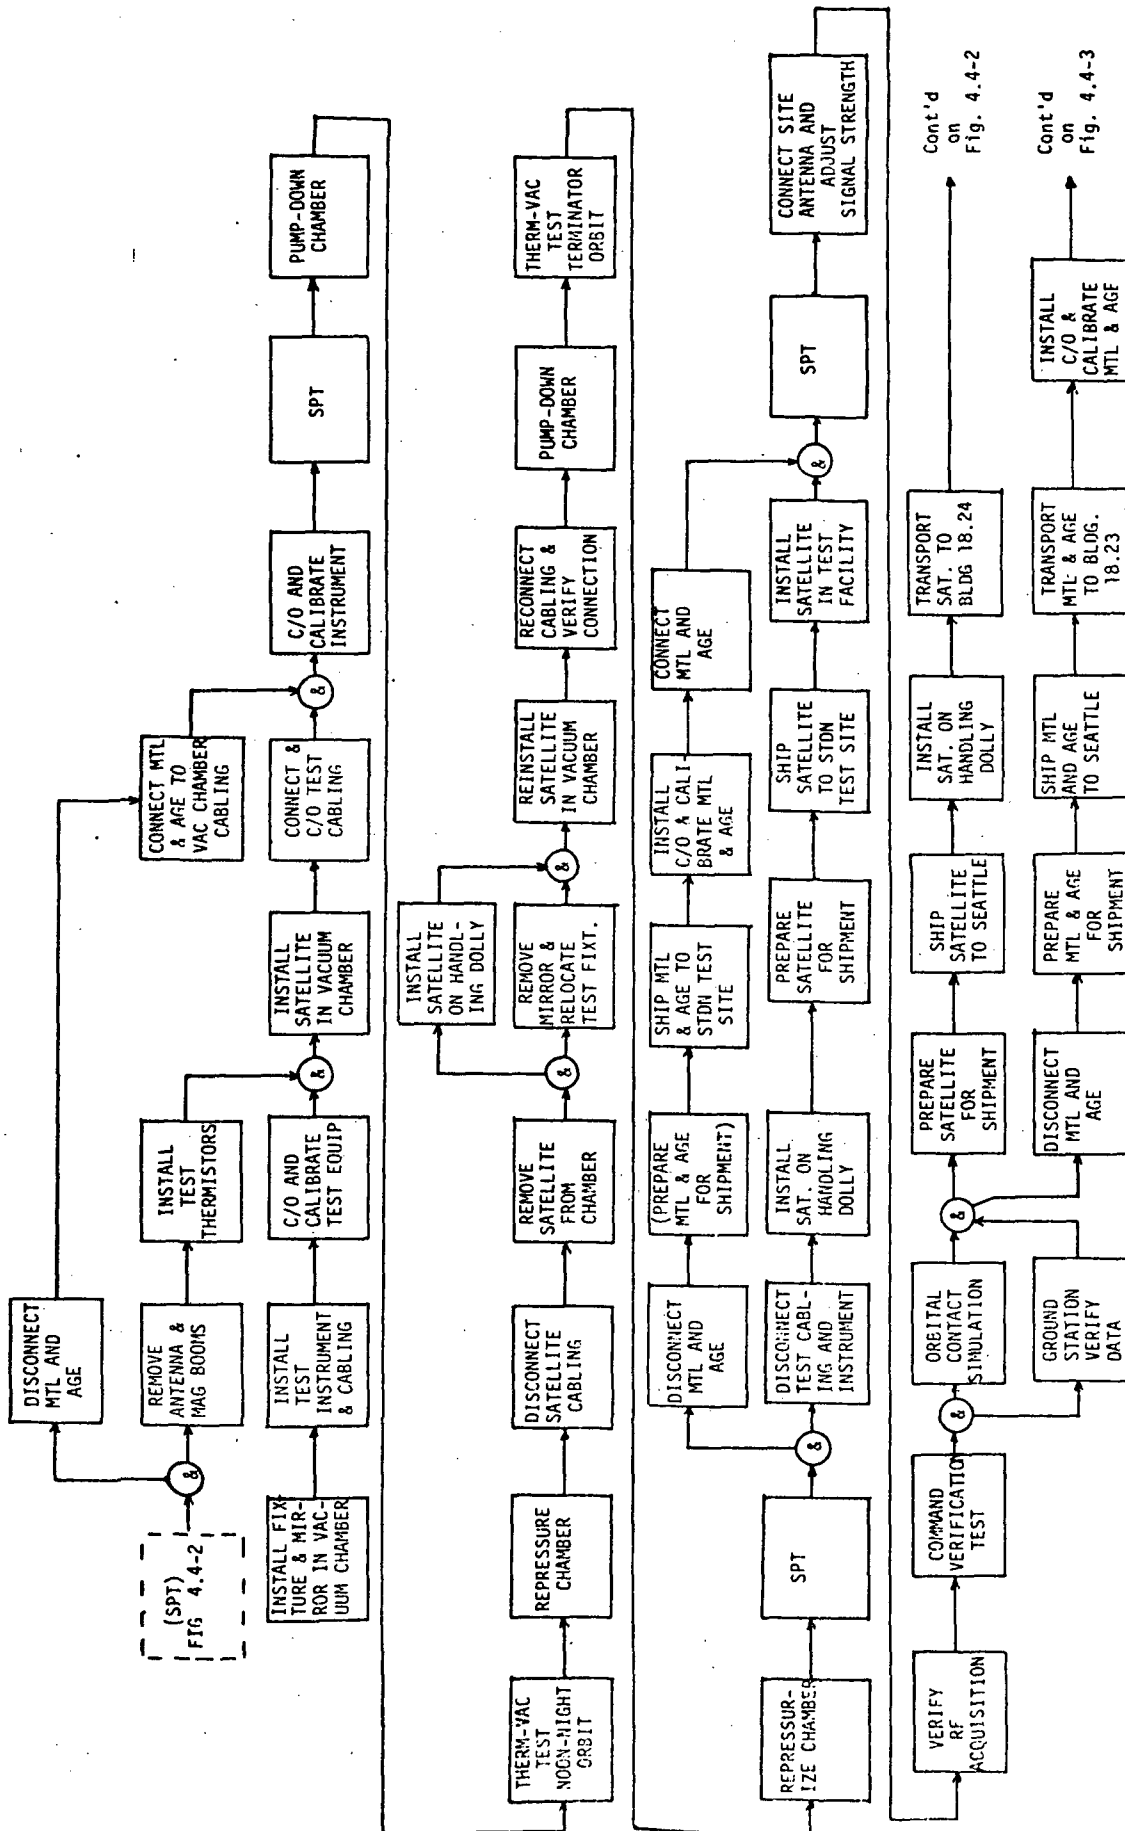 DISCONNECT
MTL AND
AGE
CONNECT MTL
& AGE TO
VAC CHAMBER
CABLING
(SPT)
FIG 4.4-2
&
REMOVE
ANTENNA &
MAG BOOMS
INSTALL
TEST
THERMISTORS
INSTALL FIX-
TURE & MIR-
ROR IN VAC-
UUM CHAMBER
INSTALL
TEST
INSTRUMENT
& CABLING
C/O AND
CALIBRATE
TEST EQUIP
&
INSTALL
SATELLITE
IN VACUUM
CHAMBER
CONNECT &
C/O TEST
CABLING
&
C/O AND
CALIBRATE
INSTRUMENT
SPT
PUMP-DOWN
CHAMBER
THERM-VAC
TEST
NOON-NIGHT
ORBIT
REPRESSURE
CHAMBER
DISCONNECT
SATELLITE
CABLING
REMOVE
SATELLITE
FROM
CHAMBER
&
INSTALL
SATELLITE
ON HANDL-
ING DOLLY
REMOVE
MIRROR &
RELOCATE
TEST FIXT.
&
REINSTALL
SATELLITE
IN VACUUM
CHAMBER
RECONNECT
CABLING &
VERIFY
CONNECTION
PUMP-DOWN
CHAMBER
THERM-VAC
TEST
TERMINATOR
ORBIT
REPRESSUR-
IZE CHAMBER
SPT
&
DISCONNECT
MTL AND
AGE
(PREPARE
MTL & AGE
FOR
SHIPMENT)
SHIP MTL
& AGE TO
STDN TEST
SITE
INSTALL
C/O & CALI-
BRATE MTL
& AGE
CONNECT
MTL AND
AGE
DISCONNECT
TEST CABL-
ING AND
INSTRUMENT
INSTALL
SAT. ON
HANDLING
DOLLY
PREPARE
SATELLITE
FOR
SHIPMENT
SHIP
SATELLITE
TO STDN
TEST SITE
INSTALL
SATELLITE
IN TEST
FACILITY
&
SPT
CONNECT SITE
ANTENNA AND
ADJUST
SIGNAL STRENGTH
VERIFY
RF
ACQUISITION
COMMAND
VERIFICATION
TEST
&
ORBITAL
CONTACT
SIMULATION
GROUND
STATION
VERIFY
DATA
&
PREPARE
SATELLITE
FOR
SHIPMENT
SHIP
SATELLITE
TO SEATTLE
INSTALL
SAT. ON
HANDLING
DOLLY
TRANSPORT
SAT. TO
BLDG 18.24
Cont'd
on
Fig. 4.4-2
DISCONNECT
MTL AND
AGE
PREPARE
MTL & AGE
FOR
SHIPMENT
SHIP MTL
AND AGE
TO SEATTLE
TRANSPORT
MTL & AGE
TO BLDG.
18.23
INSTALL
C/O &
CALIBRATE
MTL & AGE
Cont'd
on
Fig. 4.4-3